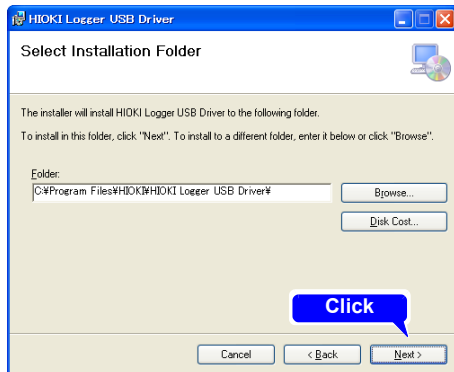 HIOKI Logger USB Driver
Select Installation Folder
The installer will install HIOKI Logger USB Driver to the following folder.
To install in this folder, click "Next". To install to a different folder, enter it below or click "Browse".
Folder:
C:¥Program Files¥HIOKI¥HIOKI Logger USB Driver¥
Browse...
Disk Cost...
Click
Cancel
< Back
Next >